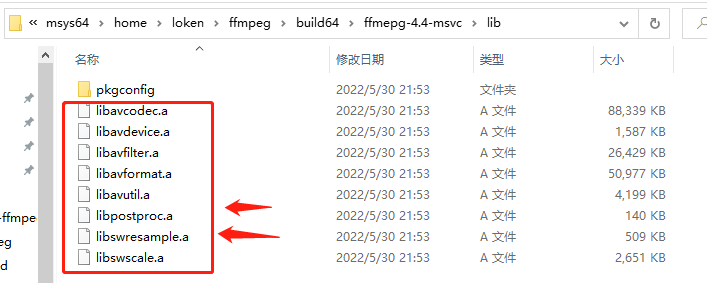 msys64 > home > loken > ffmpeg > build64 > ffmepg-4.4-msvc > lib
名称 修改日期 类型 大小
pkgconfig 2022/5/30 21:53 文件夹
libavcodec.a 2022/5/30 21:53 A 文件 88,339 KB
libavdevice.a 2022/5/30 21:53 A 文件 1,587 KB
libavfilter.a 2022/5/30 21:53 A 文件 26,429 KB
libavformat.a 2022/5/30 21:53 A 文件 50,977 KB
libavutil.a 2022/5/30 21:53 A 文件 4,199 KB
-ffmpe libpostproc.a 2022/5/30 21:53 A 文件 140 KB
eg libswresample.a 2022/5/30 21:53 A 文件 509 KB
d libswscale.a 2022/5/30 21:53 A 文件 2,651 KB